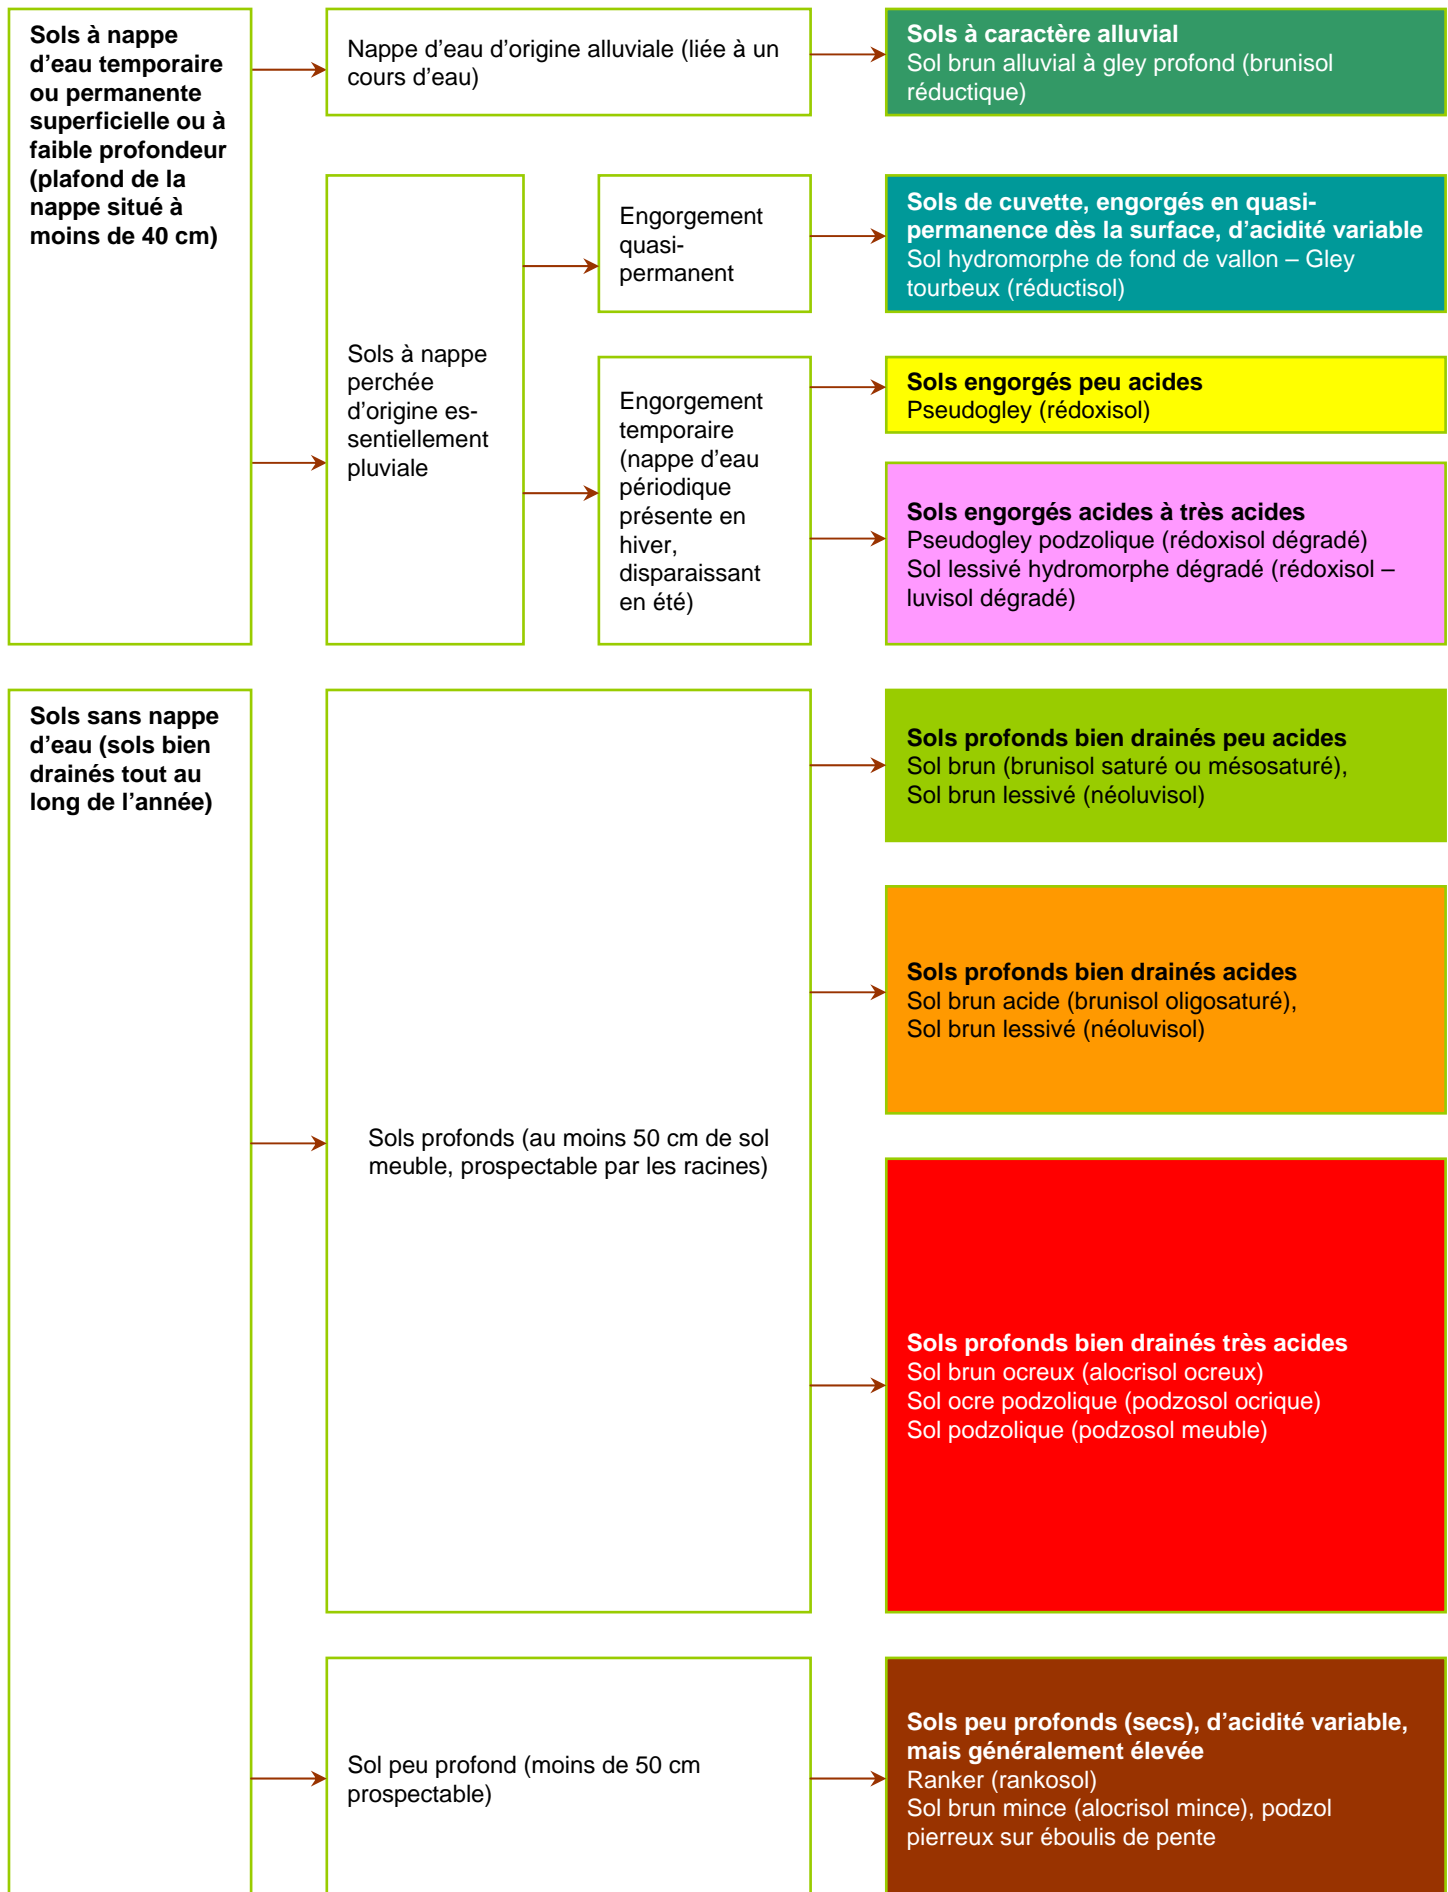 Sols à nappe
d'eau temporaire
ou permanente
superficielle ou à
faible profondeur
(plafond de la
nappe situé à
moins de 40 cm)
Nappe d'eau d'origine alluviale (liée à un
cours d'eau)
Sols à caractère alluvial
Sol brun alluvial à gley profond (brunisol
réductique)
Sols à nappe
perchée
d'origine es-
sentiellement
pluviale
Engorgement
quasi-
permanent
Sols de cuvette, engorgés en quasi-
permanence dès la surface, d'acidité variable
Sol hydromorphe de fond de vallon – Gley
tourbeux (réductisol)
Engorgement
temporaire
(nappe d'eau
périodique
présente en
hiver,
disparaissant
en été)
Sols engorgés peu acides
Pseudogley (rédoxisol)
Sols engorgés acides à très acides
Pseudogley podzolique (rédoxisol dégradé)
Sol lessivé hydromorphe dégradé (rédoxisol –
luvisol dégradé)
Sols sans nappe
d'eau (sols bien
drainés tout au
long de l'année)
Sols profonds (au moins 50 cm de sol
meuble, prospectable par les racines)
Sols profonds bien drainés peu acides
Sol brun (brunisol saturé ou mésosaturé),
Sol brun lessivé (néoluvisol)
Sols profonds bien drainés acides
Sol brun acide (brunisol oligosaturé),
Sol brun lessivé (néoluvisol)
Sols profonds bien drainés très acides
Sol brun ocreux (alocrisol ocreux)
Sol ocre podzolique (podzosol ocrique)
Sol podzolique (podzosol meuble)
Sol peu profond (moins de 50 cm
prospectable)
Sols peu profonds (secs), d'acidité variable,
mais généralement élevée
Ranker (rankosol)
Sol brun mince (alocrisol mince), podzol
pierreux sur éboulis de pente